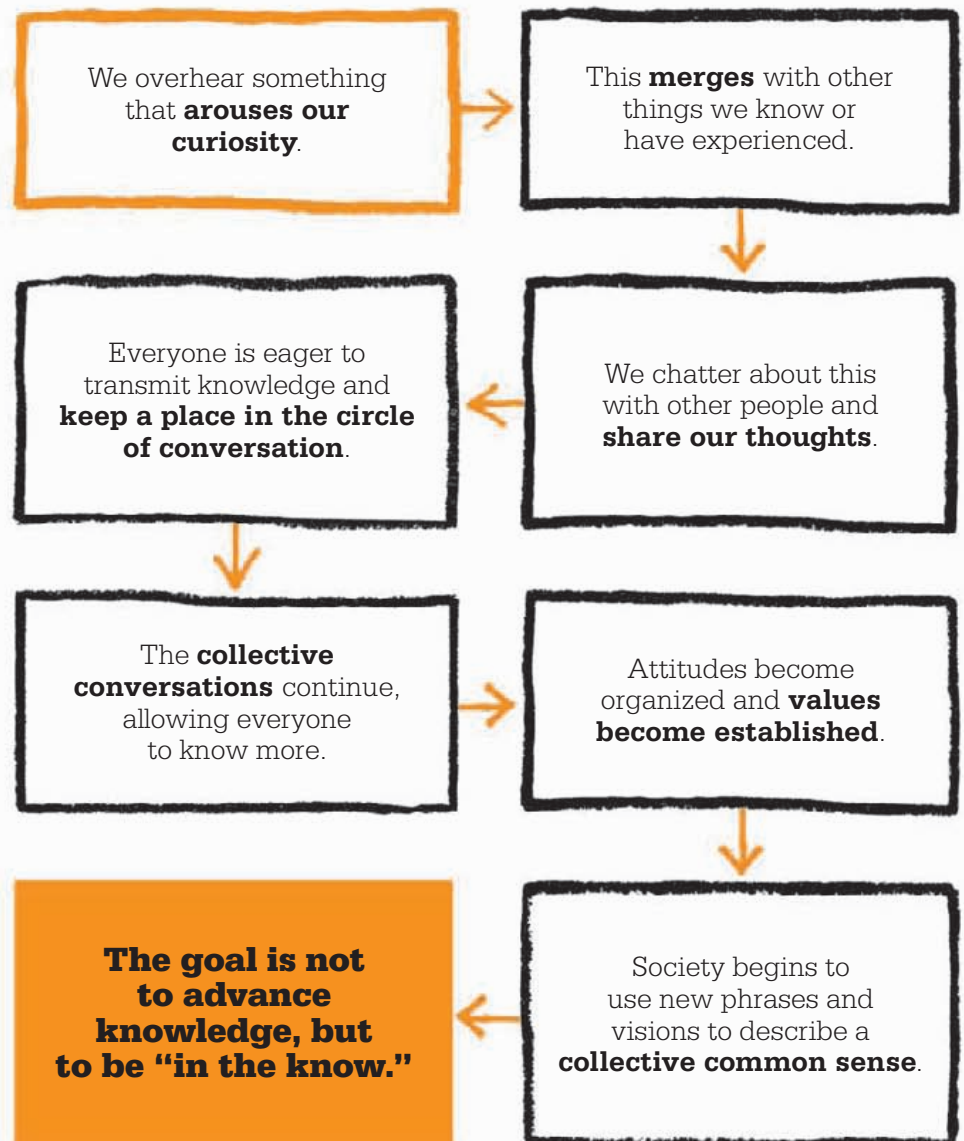 We overhear something
that arouses our
curiosity.
This merges with other
things we know or
have experienced.
We chatter about this
with other people and
share our thoughts.
Everyone is eager to
transmit knowledge and
keep a place in the circle
of conversation.
The collective
conversations continue,
allowing everyone
to know more.
Attitudes become
organized and values
become established.
Society begins to
use new phrases and
visions to describe a
collective common sense.
The goal is not
to advance
knowledge, but
to be “in the know.”